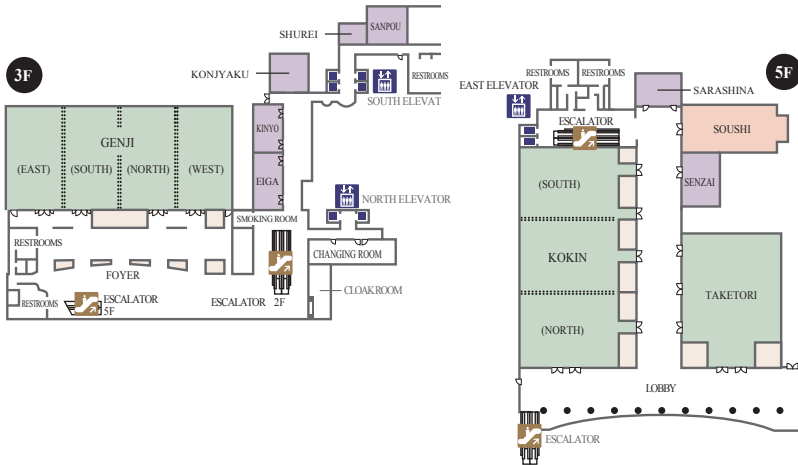 3F
SHUREI
SANPOU
KONJYAKU
RESTROOMS
SOUTH ELEVAT
KINYO
GENJI
(EAST)
(SOUTH)
(NORTH)
(WEST)
EIGA
NORTH ELEVATOR
SMOKING ROOM
RESTROOMS
CHANGING ROOM
FOYER
CLOAKROOM
RESTROOMS
ESCALATOR
5F
ESCALATOR 2F
5F
RESTROOMS
RESTROOMS
EAST ELEVATOR
SARASHINA
ESCALATOR
SOUSHI
SENZAI
(SOUTH)
KOKIN
TAKETORI
(NORTH)
LOBBY
ESCALATOR